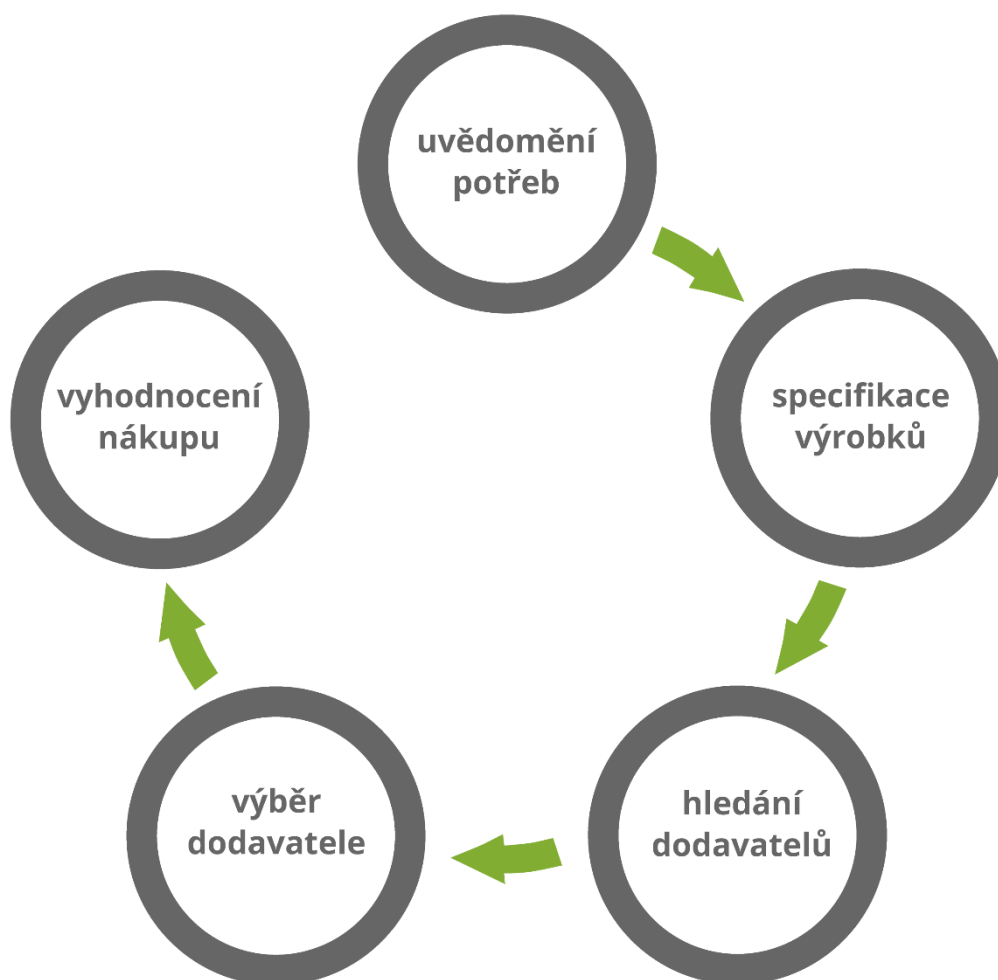 uvědomění
potřeb
specifikace
výrobků
hledání
dodavatelů
výběr
dodavatele
vyhodnocení
nákupu